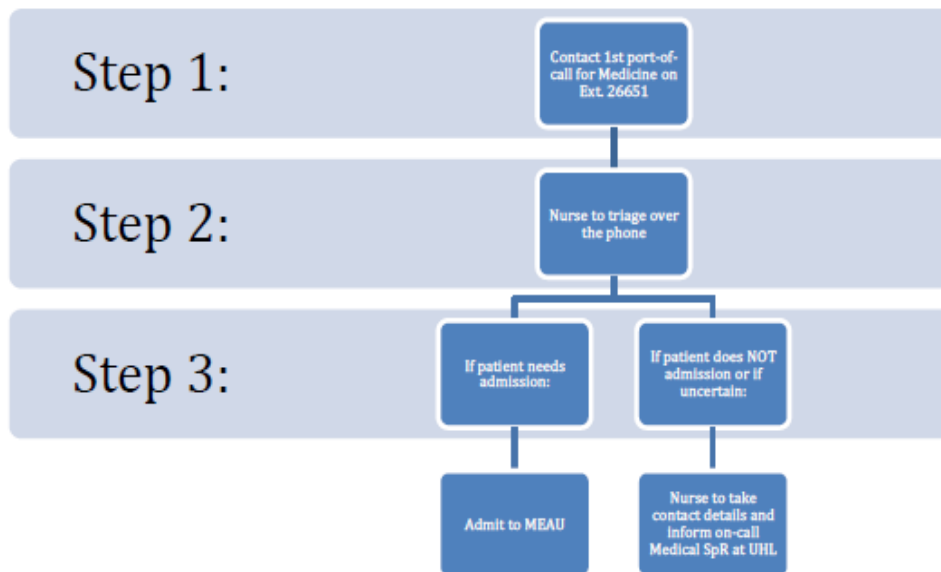 Step 1:
Contact 1st port-of-
call for Medicine on
Ext. 26651
Step 2:
Nurse to triage over
the phone
Step 3:
If patient needs
admission:
If patient does NOT
admission or if
uncertain:
Admit to MEAU
Nurse to take
contact details and
inform on-call
Medical SpR at UHL